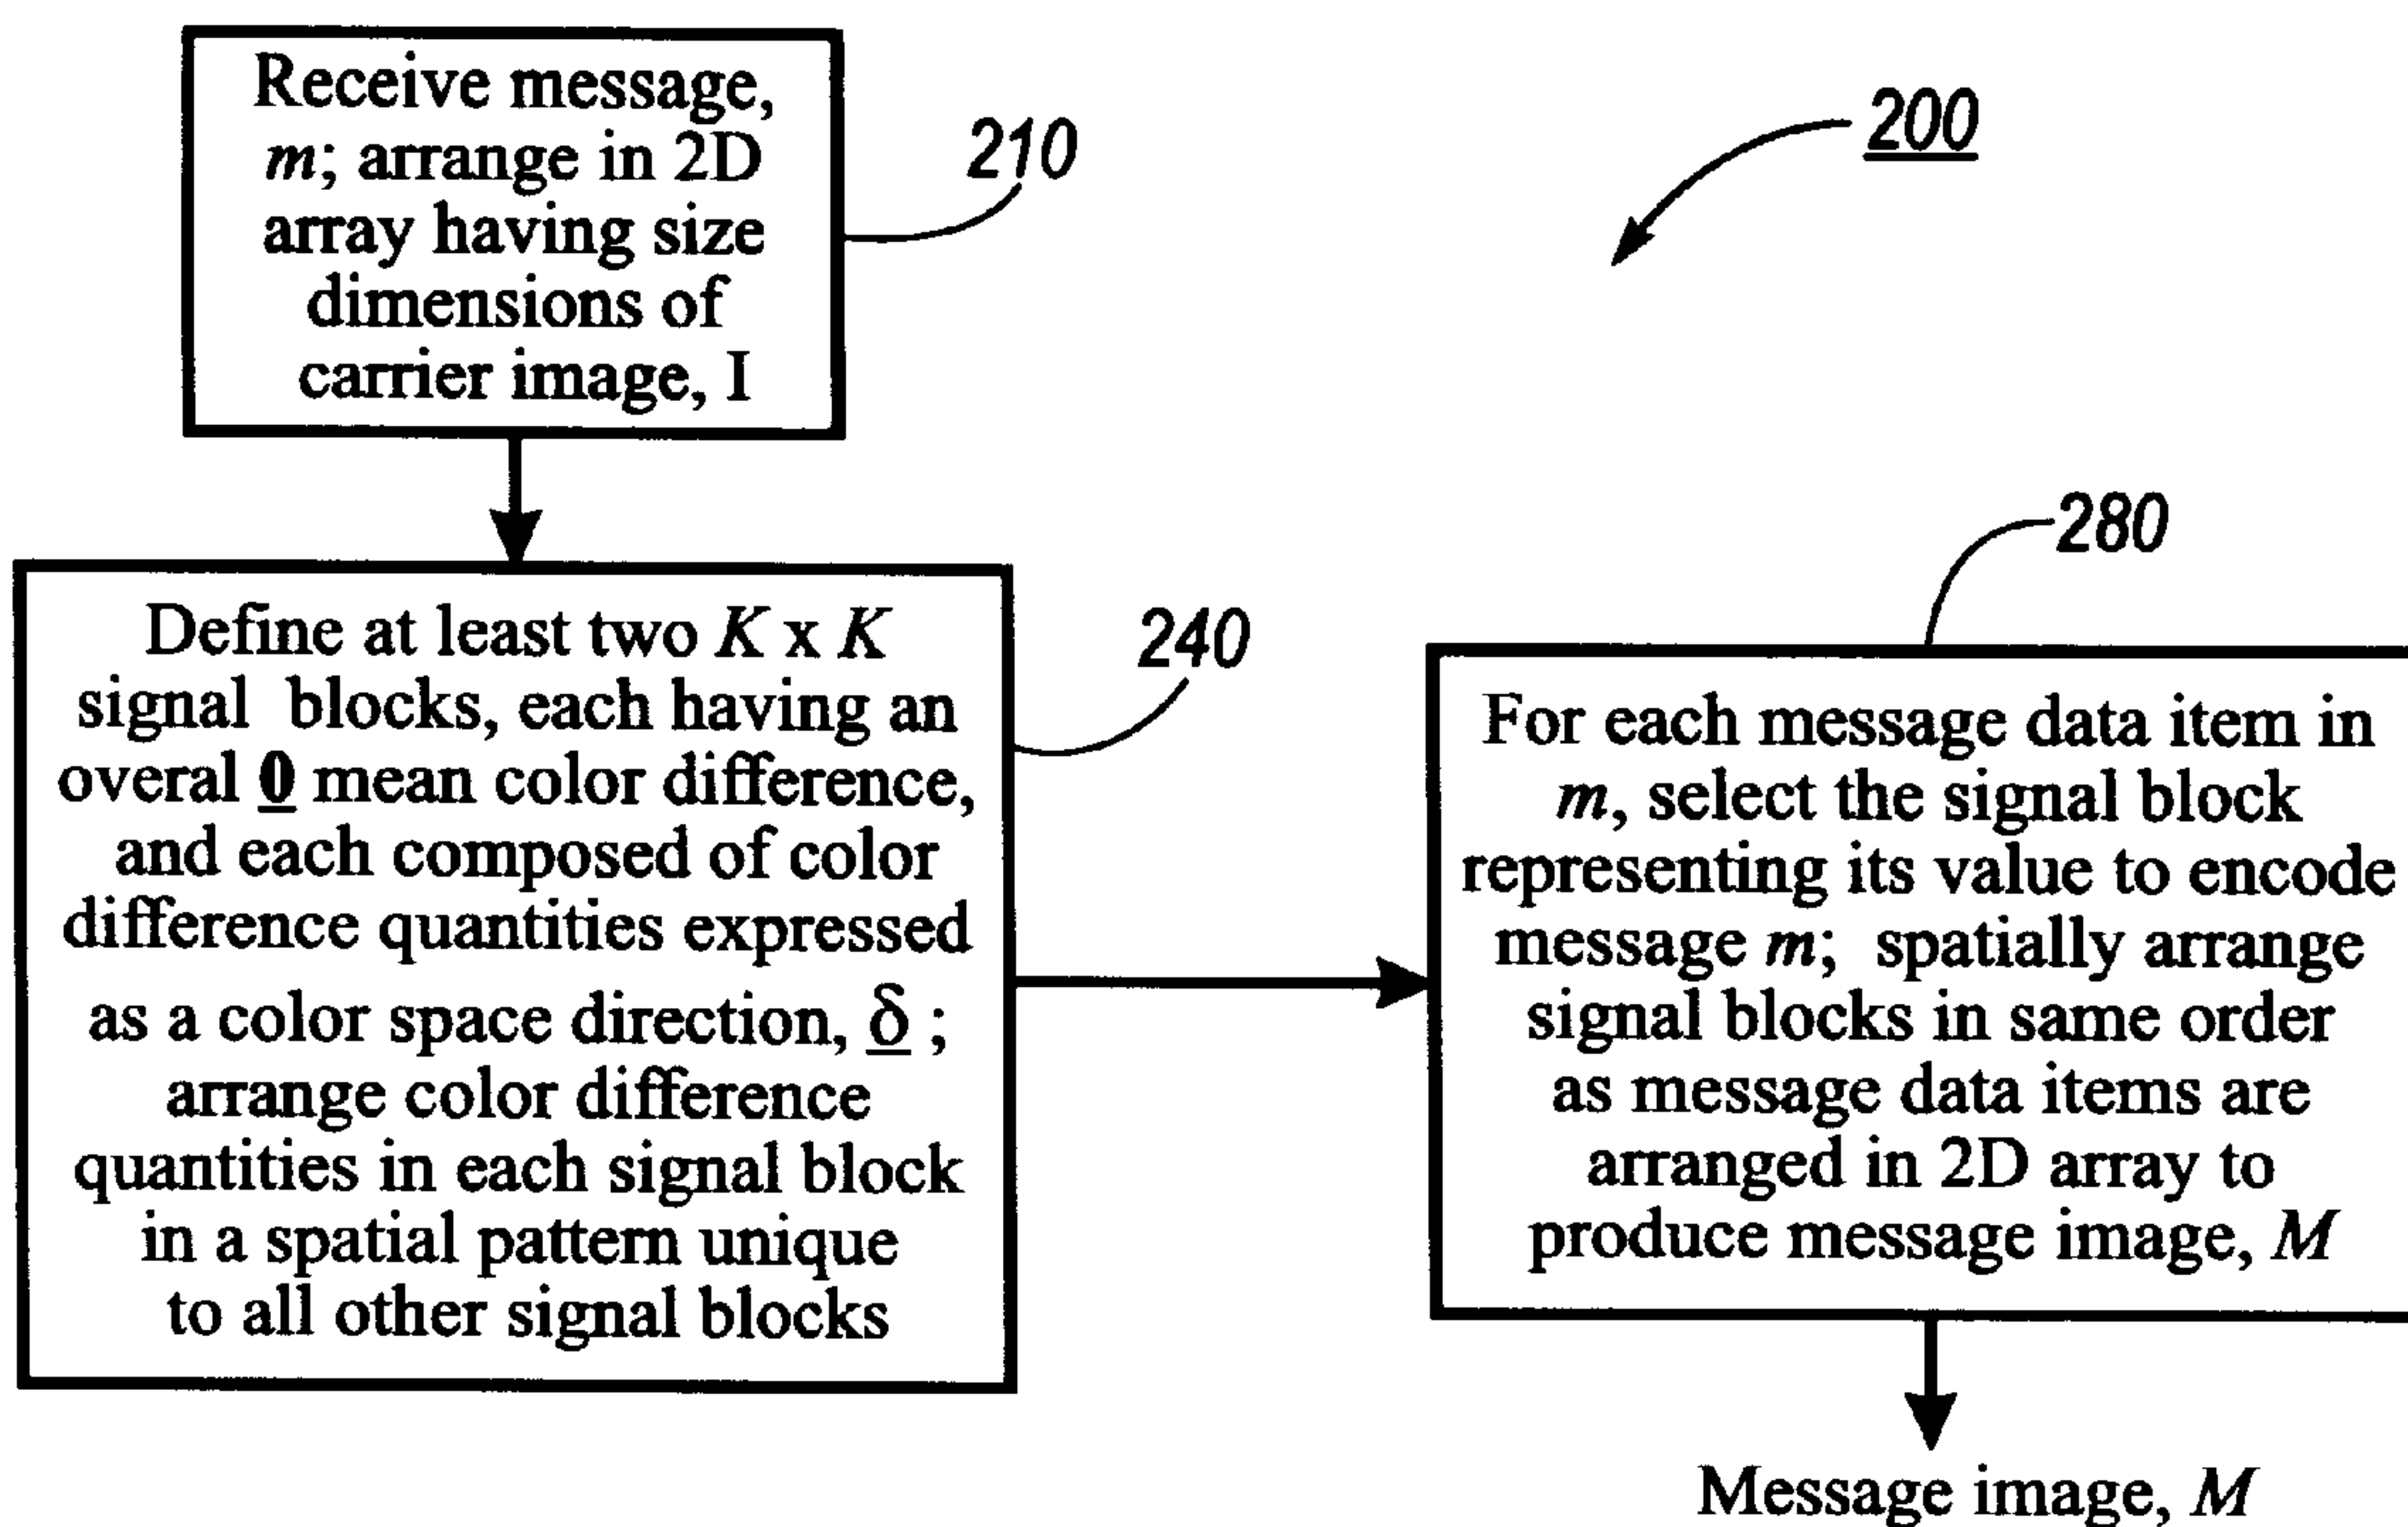 Receive message,
m; arrange in 2D
array having size
dimensions of
carrier image, I
210
200
Define at least two K x K
signal blocks, each having an
overal 0 mean color difference,
and each composed of color
difference quantities expressed
as a color space direction, δ ;
arrange color difference
quantities in each signal block
in a spatial pattern unique
to all other signal blocks
240
280
For each message data item in
m, select the signal block
representing its value to encode
message m; spatially arrange
signal blocks in same order
as message data items are
arranged in 2D array to
produce message image, M
Message image, M